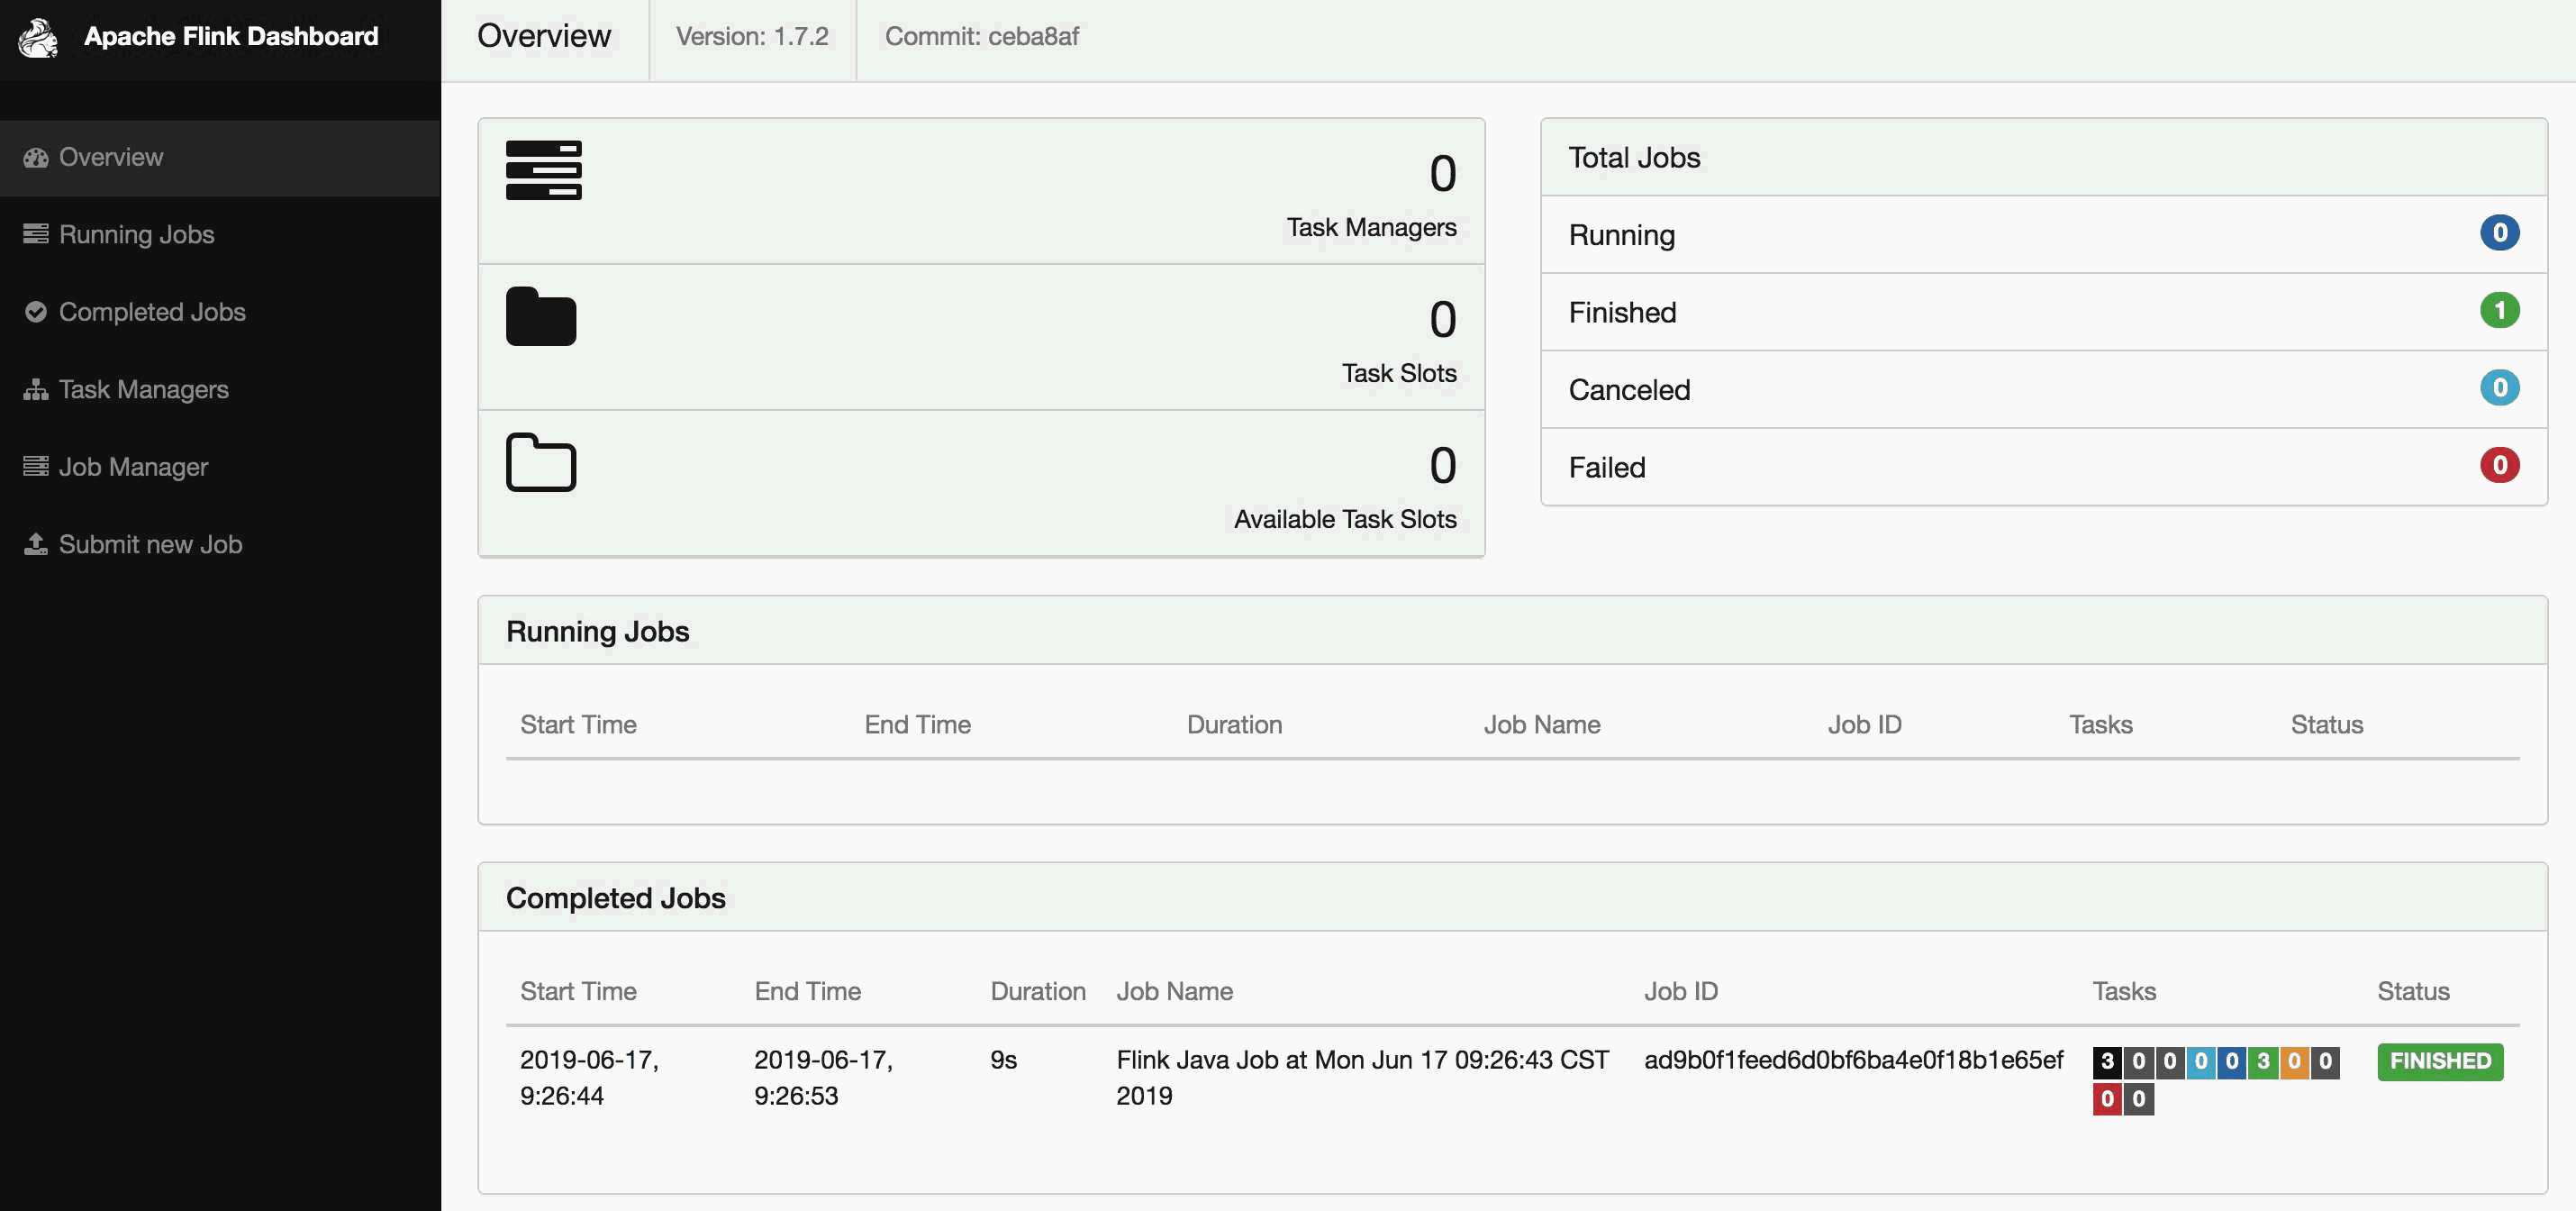 Apache Flink Dashboard
Overview
Version: 1.7.2
Commit: ceba8af
Overview
Running Jobs
Completed Jobs
Task Managers
Job Manager
Submit new Job
0
Task Managers
0
Task Slots
0
Available Task Slots
Total Jobs
Running 0
Finished 1
Canceled 0
Failed 0
Running Jobs
Start Time End Time Duration Job Name Job ID Tasks Status
Completed Jobs
Start Time End Time Duration Job Name Job ID Tasks Status
2019-06-17, 2019-06-17, 9s Flink Java Job at Mon Jun 17 09:26:43 CST ad9b0f1feed6d0bf6ba4e0f18b1e65ef 3 0 0 0 0 3 0 0 FINISHED
9:26:44 9:26:53 2019 0 0